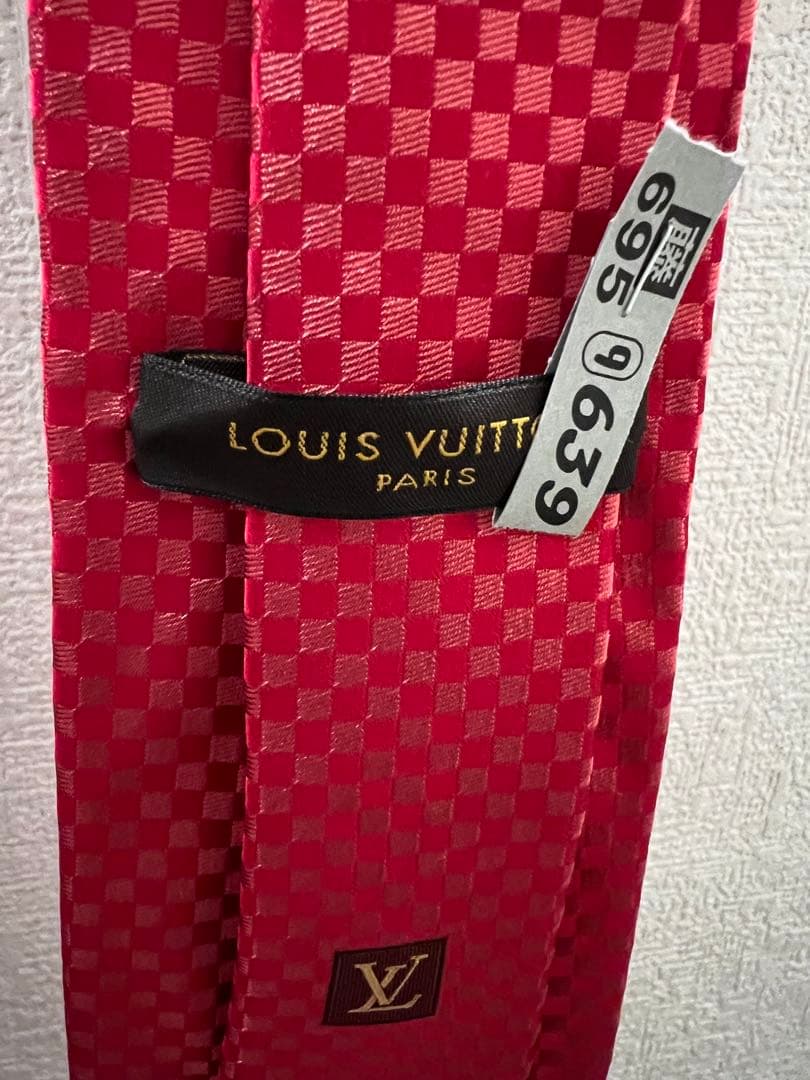 LOUIS VUITTO
PARIS
695 ⑨ 639
LV